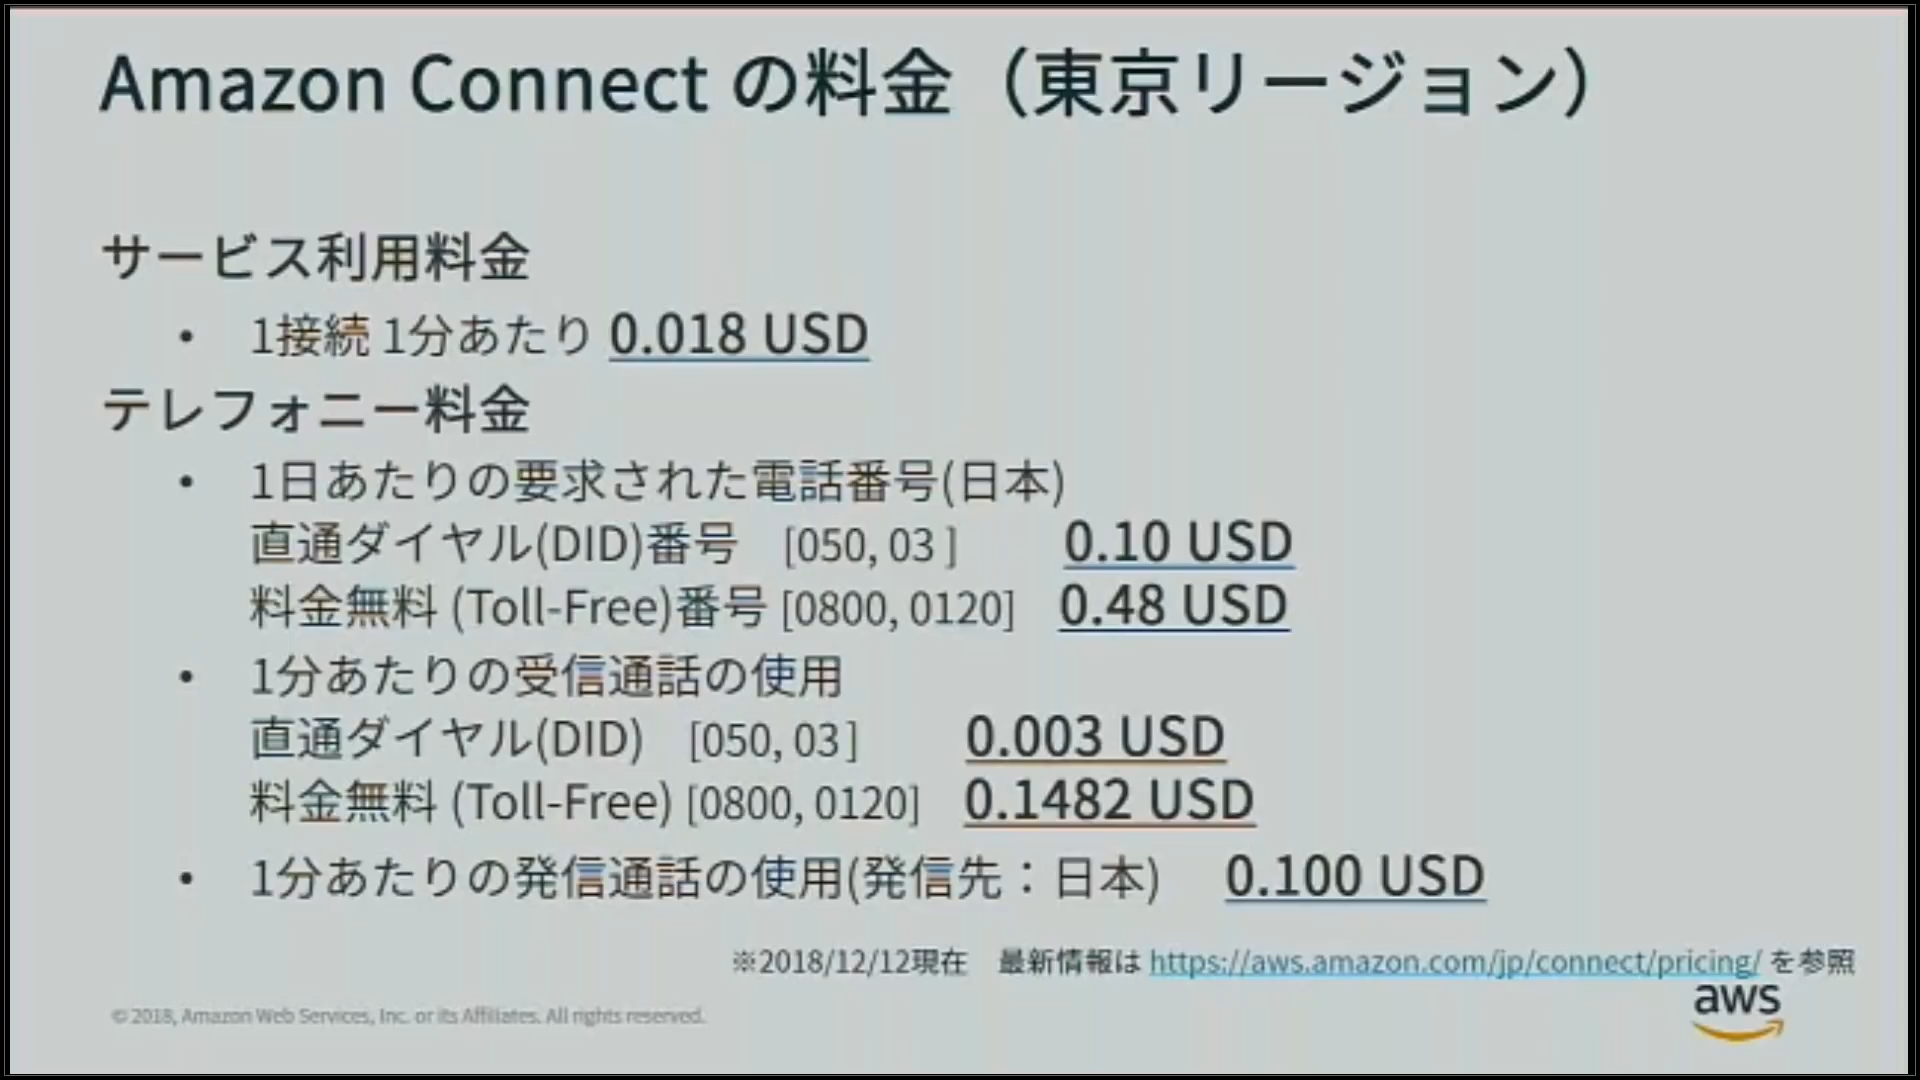 Amazon Connect の料金（東京リージョン）
サービス利用料金
• 1接続 1分あたり 0.018 USD
テレフォニー料金
• 1日あたりの要求された電話番号(日本)
直通ダイヤル(DID)番号　[050, 03 ]　0.10 USD
料金無料 (Toll-Free)番号 [0800, 0120]　0.48 USD
• 1分あたりの受信通話の使用
直通ダイヤル(DID)　[050, 03 ]　0.003 USD
料金無料 (Toll-Free) [0800, 0120]　0.1482 USD
• 1分あたりの発信通話の使用(発信先：日本)　0.100 USD
※2018/12/12現在　最新情報は https://aws.amazon.com/jp/connect/pricing/ を参照
© 2018, Amazon Web Services, Inc. or its Affiliates. All rights reserved.
aws